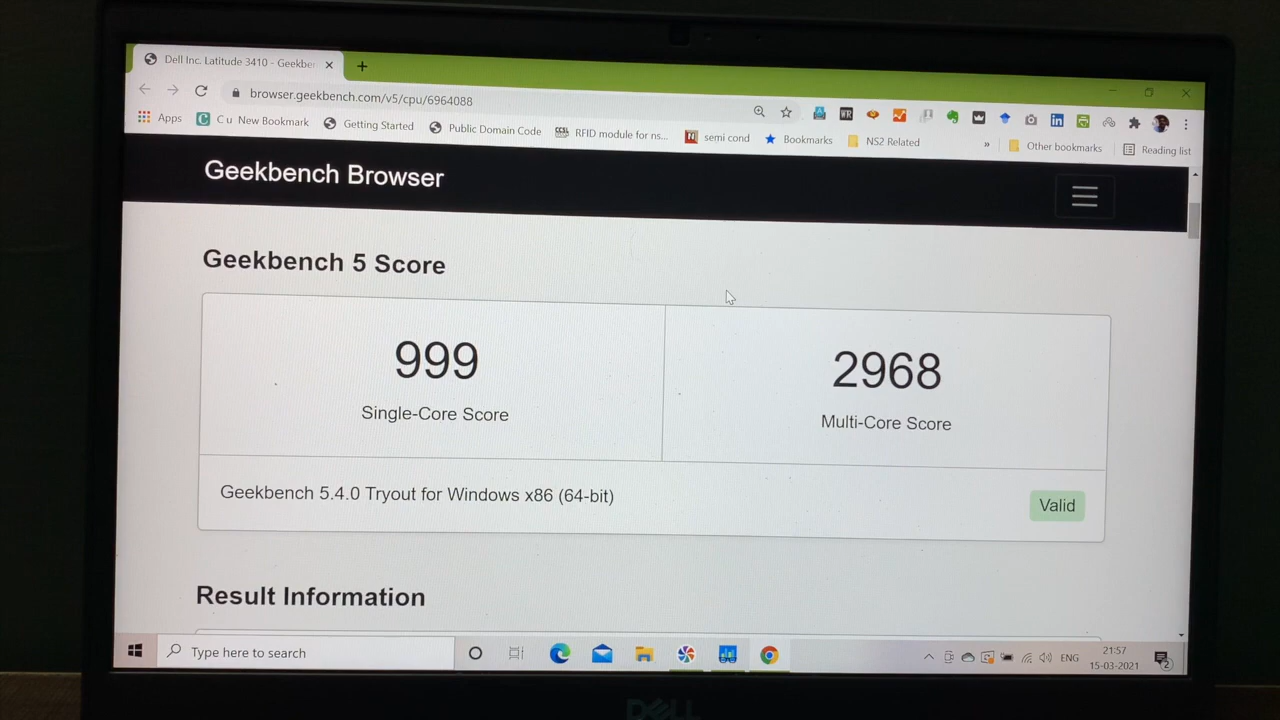 Dell Inc. Latitude 3410 - Geekber
browser.geekbench.com/v5/cpu/6964088
Apps
C u New Bookmark
Getting Started
Public Domain Code
RFID module for ns...
semi cond
Bookmarks
NS2 Related
»
Other bookmarks
Reading list
Geekbench Browser
Geekbench 5 Score
999
2968
Single-Core Score
Multi-Core Score
Geekbench 5.4.0 Tryout for Windows x86 (64-bit)
Valid
Result Information
Type here to search
ENG
21:57
15-03-2021
2
DELL